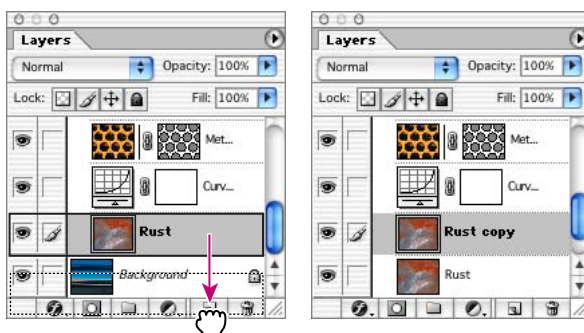 Layers
Normal
Opacity: 100%
Lock:
Fill: 100%
Met...
Curv...
Rust
Background
Layers
Normal
Opacity: 100%
Lock:
Fill: 100%
Met...
Curv...
Rust copy
Rust